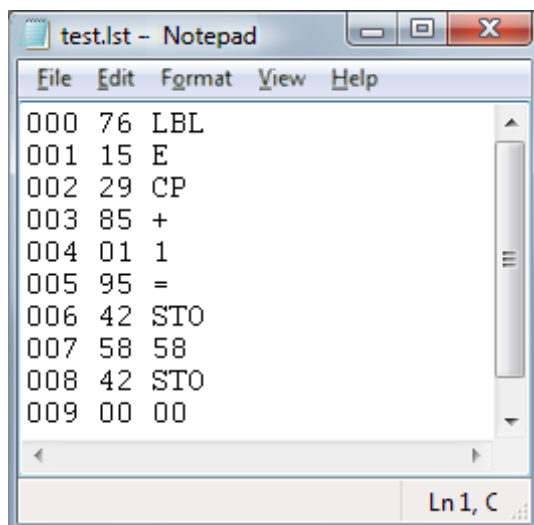 test.lst - Notepad
File Edit Format View Help
000 76 LBL
001 15 E
002 29 CP
003 85 +
004 01 1
005 95 =
006 42 STO
007 58 58
008 42 STO
009 00 00
Ln 1, C